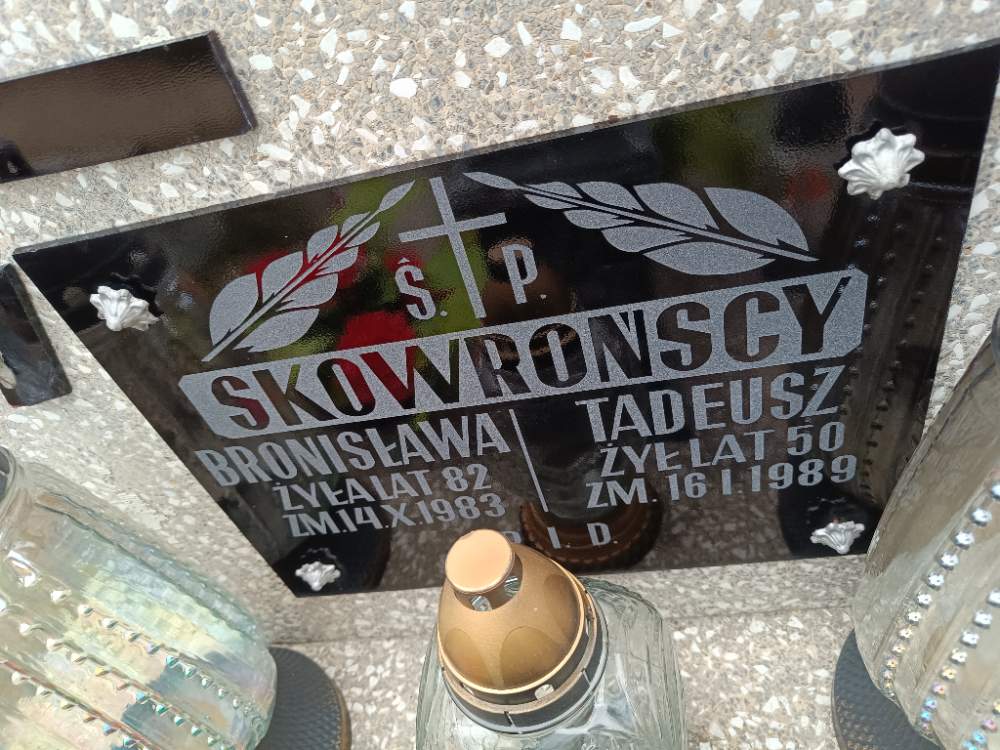 Ś. P.
SKOWROŃSCY
BRONISŁAWA
ŻYŁA LAT 82
ZM. 14.X.1983
TADEUSZ
ŻYŁ LAT 50
ZM. 16 I. 1989
I. D.